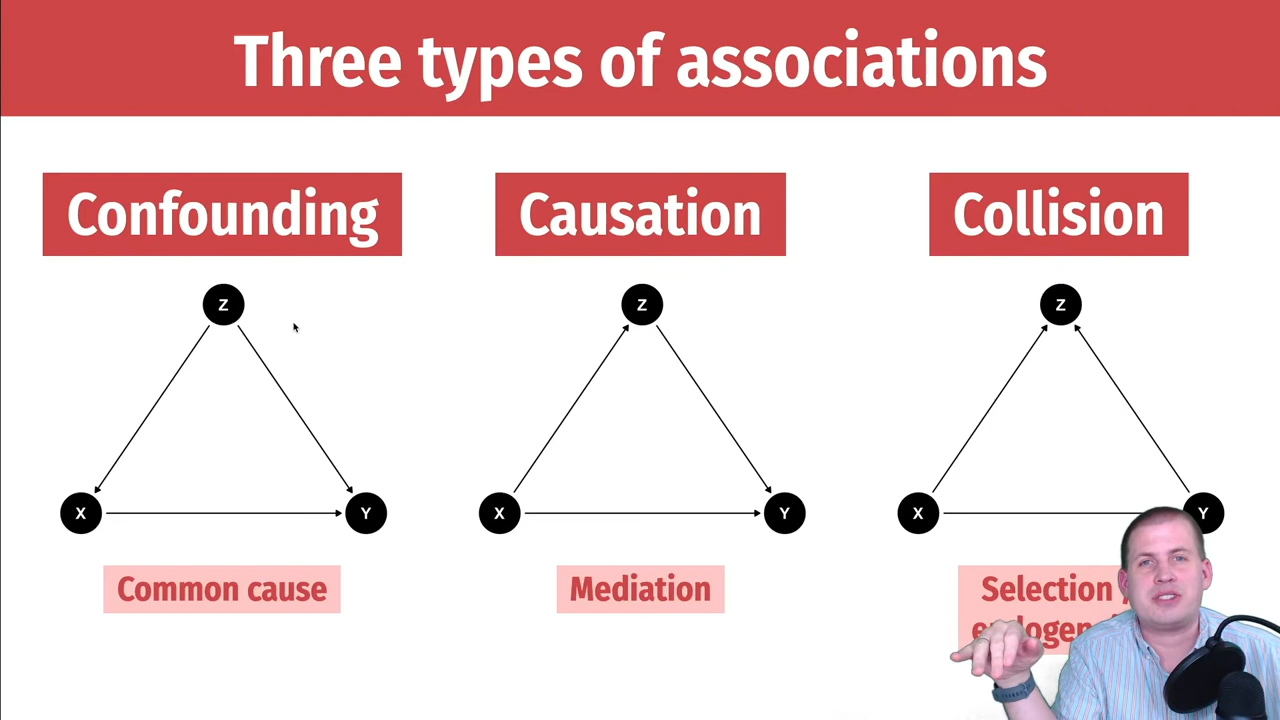 Three types of associations
Confounding
Causation
Collision
Z
Z
Z
X
Y
X
Y
X
Y
Common cause
Mediation
Selection